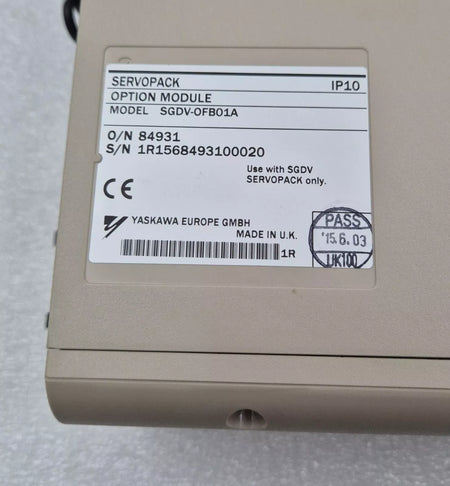 SERVOPACK IP10
OPTION MODULE
MODEL SGDV-OFB01A
O/N 84931
S/N 1R1568493100020
Use with SGDV
SERVOPACK only.
CE
YASKAWA EUROPE GMBH
MADE IN U.K.
1R
PASS
'15.6.03
UK100